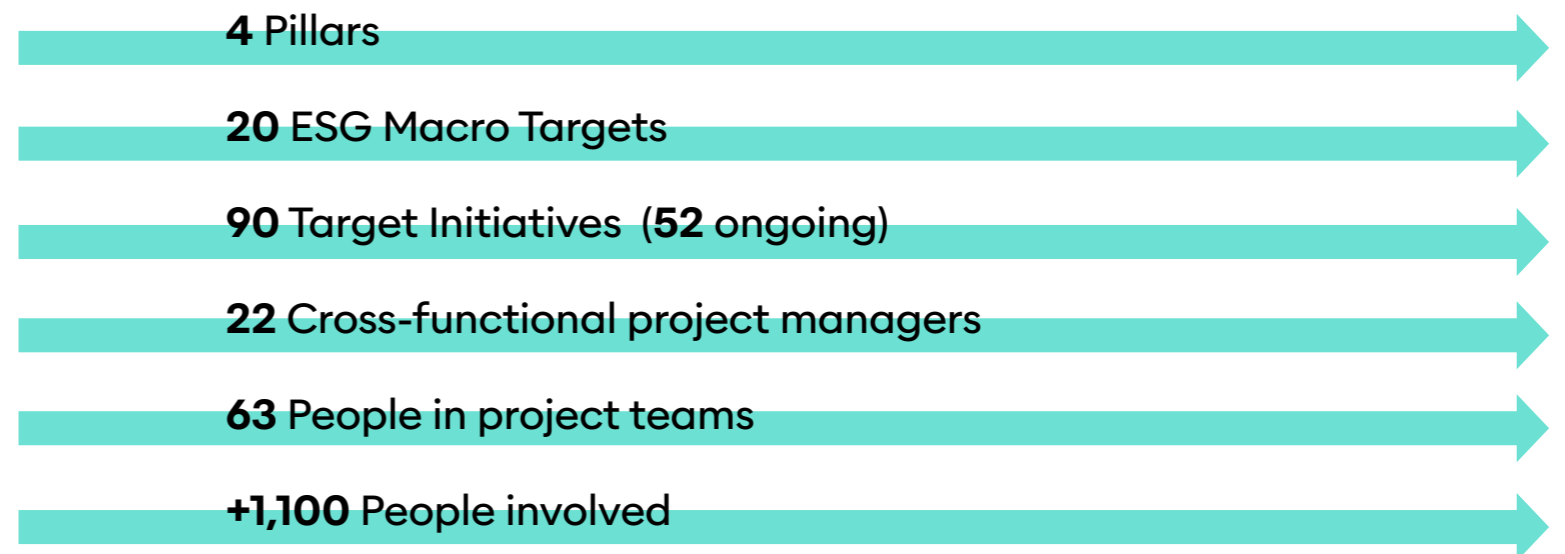 4 Pillars
20 ESG Macro Targets
90 Target Initiatives (52 ongoing)
22 Cross-functional project managers
63 People in project teams
+1,100 People involved